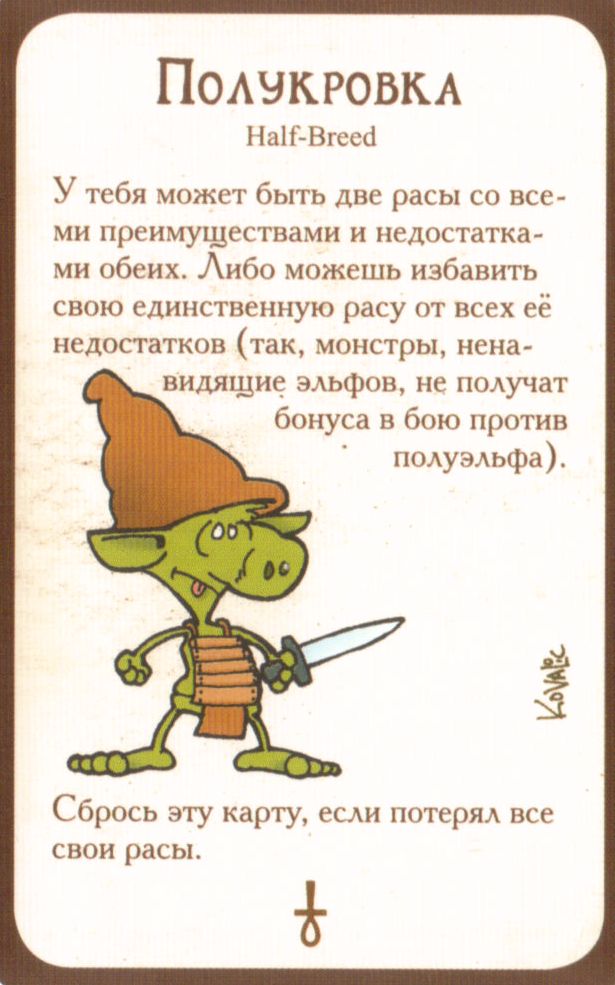 Полукровка
Half-Breed
У тебя может быть две расы со все-
ми преимуществами и недостатка-
ми обеих. Либо можешь избавить
свою единственную расу от всех её
недостатков (так, монстры, нена-
видящие эльфов, не получат
бонуса в бою против
полуэльфа).
Kovalic
Сбрось эту карту, если потерял все
свои расы.